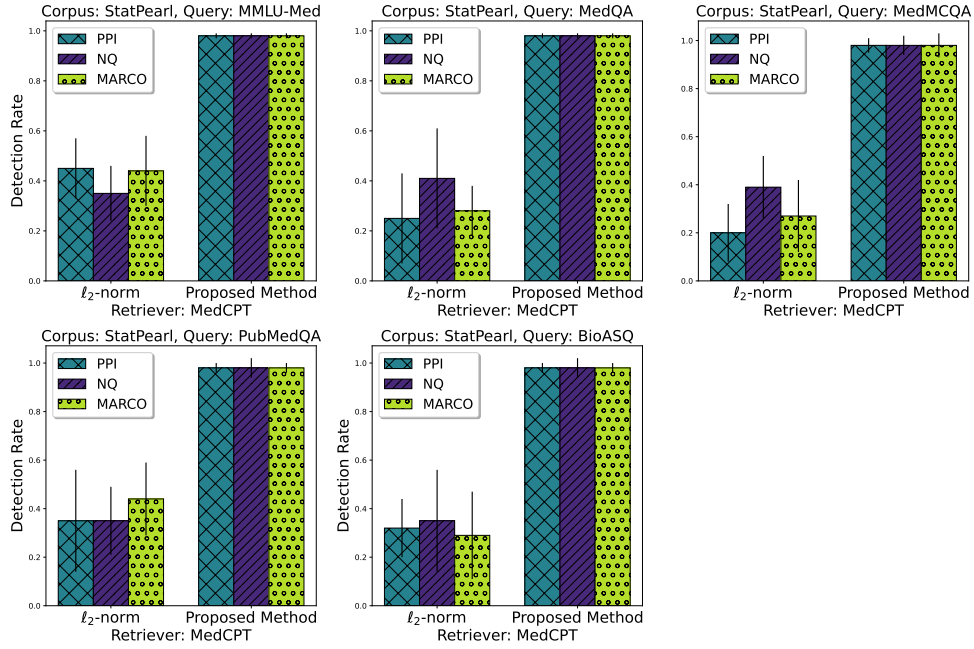 Corpus: StatPearl, Query: MMLU-Med
1.0
0.8
0.6
0.4
0.2
0.0
Detection Rate
PPI
NQ
MARCO
ℓ₂-norm Proposed Method
Retriever: MedCPT
Corpus: StatPearl, Query: MedQA
1.0
0.8
0.6
0.4
0.2
0.0
PPI
NQ
MARCO
ℓ₂-norm Proposed Method
Retriever: MedCPT
Corpus: StatPearl, Query: MedMCQA
1.0
0.8
0.6
0.4
0.2
0.0
PPI
NQ
MARCO
ℓ₂-norm Proposed Method
Retriever: MedCPT
Corpus: StatPearl, Query: PubMedQA
1.0
0.8
0.6
0.4
0.2
0.0
Detection Rate
PPI
NQ
MARCO
ℓ₂-norm Proposed Method
Retriever: MedCPT
Corpus: StatPearl, Query: BioASQ
1.0
0.8
0.6
0.4
0.2
0.0
Detection Rate
PPI
NQ
MARCO
ℓ₂-norm Proposed Method
Retriever: MedCPT